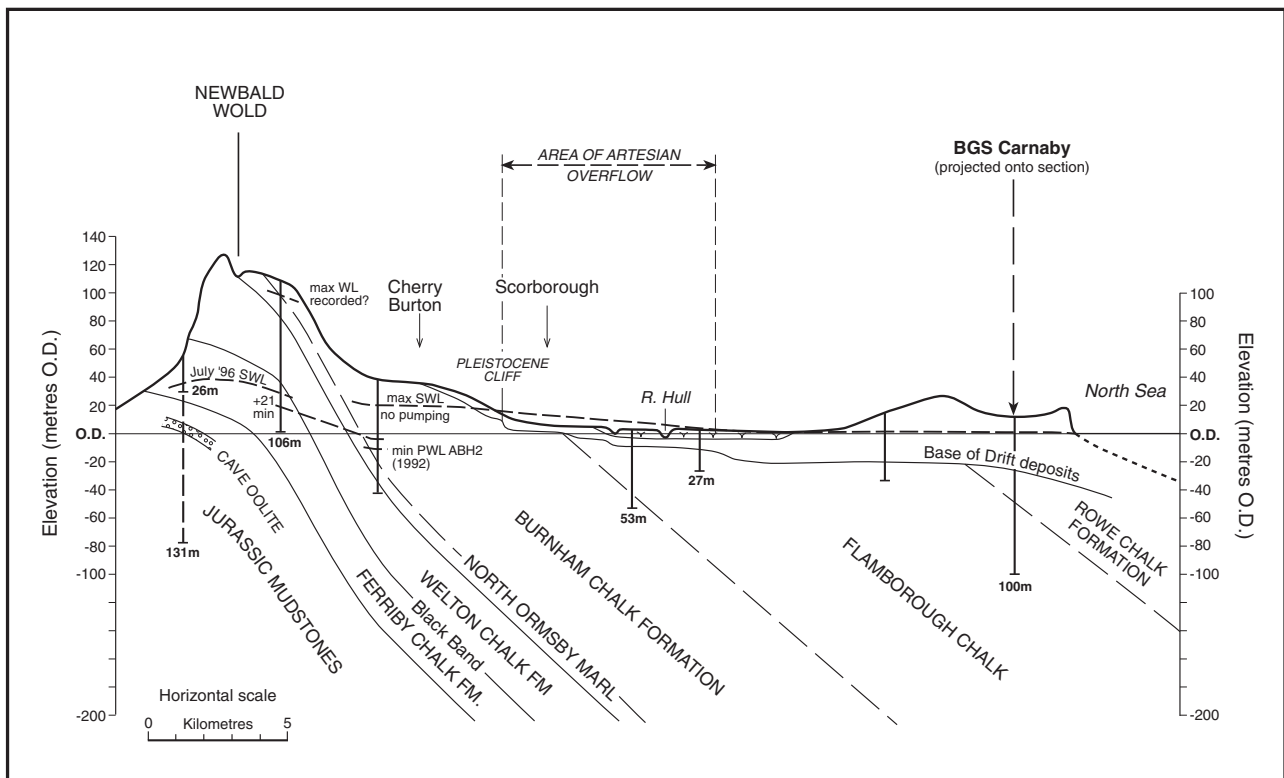 NEWBALD
WOLD
AREA OF ARTESIAN
OVERFLOW
BGS Carnaby
(projected onto section)
Elevation (metres O.D.)
140
120
100
80
60
40
20
O.D.
-20
-40
-60
-80
-100
-200
max WL
recorded?
Cherry
Burton
Scorborough
PLEISTOCENE
CLIFF
July '96 SWL
26m
+21
min
106m
max SWL
no pumping
min PWL ABH2
(1992)
R. Hull
53m
27m
North Sea
Base of Drift deposits
131m
100m
CAVE OOLITE
JURASSIC MUDSTONES
FERRIBY CHALK FM.
Black Band
WELTON CHALK FM
NORTH ORMSBY MARL
BURNHAM CHALK FORMATION
FLAMBOROUGH CHALK
ROWE CHALK
FORMATION
100
80
60
40
20
O.D.
-20
-40
-60
-80
-100
-200
Elevation (metres O.D.)
Horizontal scale
0 Kilometres 5